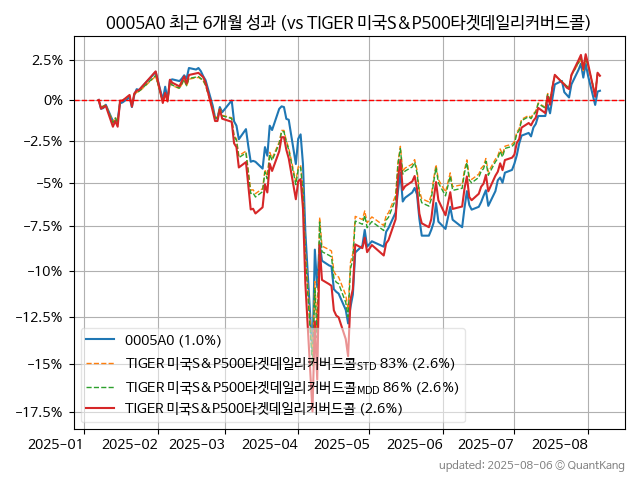 0005A0 최근 6개월 성과 (vs TIGER 미국S&P500타겟데일리커버드콜)
2.5%
0%
−2.5%
−5%
−7.5%
−10%
−12.5%
−15%
−17.5%
0005A0 (1.0%)
TIGER 미국S&P500타겟데일리커버드콜STD 83% (2.6%)
TIGER 미국S&P500타겟데일리커버드콜MDD 86% (2.6%)
TIGER 미국S&P500타겟데일리커버드콜 (2.6%)
2025-01 2025-02 2025-03 2025-04 2025-05 2025-06 2025-07 2025-08
updated: 2025-08-06 © QuantKang